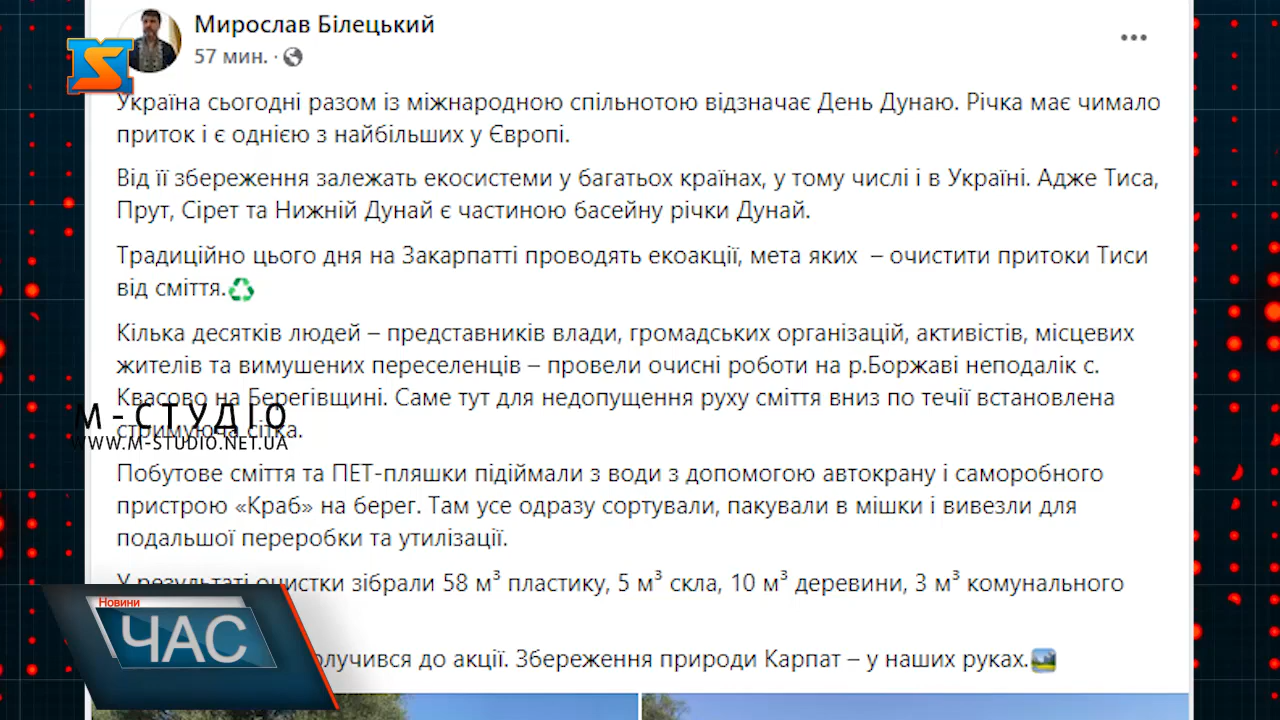 Мирослав Білецький
57 мин. ·
Україна сьогодні разом із міжнародною спільнотою відзначає День Дунаю. Річка має чимало
приток і є однією з найбільших у Європі.
Від її збереження залежать екосистеми у багатьох країнах, у тому числі і в Україні. Адже Тиса,
Прут, Сірет та Нижній Дунай є частиною басейну річки Дунай.
Традиційно цього дня на Закарпатті проводять екоакції, мета яких – очистити притоки Тиси
від сміття.
Кілька десятків людей – представників влади, громадських організацій, активістів, місцевих
жителів та вимушених переселенців – провели очисні роботи на р.Боржаві неподалік с.
Квасово на Берегівщині. Саме тут для недопущення руху сміття вниз по течії встановлена
стримуюча сітка.
М-СТУДІО
WWW.M-STUDIO.NET.UA
Побутове сміття та ПЕТ-пляшки підіймали з води з допомогою автокрану і саморобного
пристрою «Краб» на берег. Там усе одразу сортували, пакували в мішки і вивезли для
подальшої переробки та утилізації.
У результаті очистки зібрали 58 м³ пластику, 5 м³ скла, 10 м³ деревини, 3 м³ комунального
олучився до акції. Збереження природи Карпат – у наших руках.
Новини
ЧАС